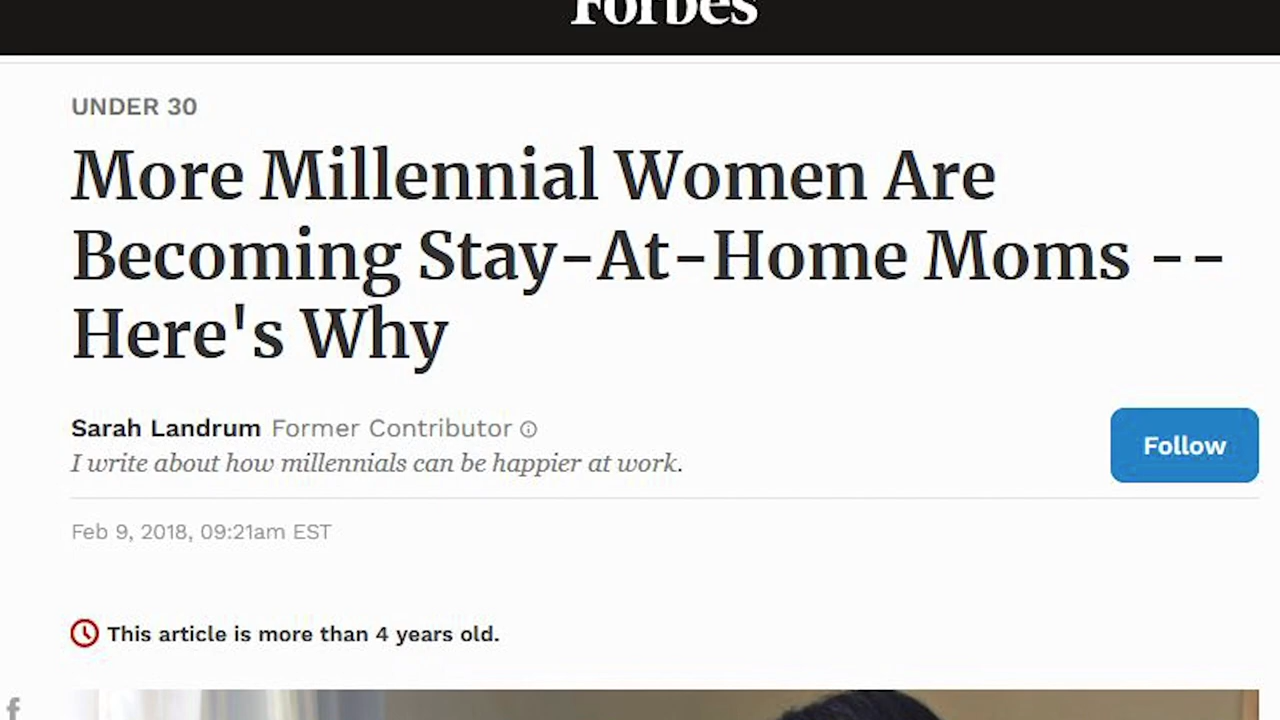 Forbes
UNDER 30
More Millennial Women Are
Becoming Stay-At-Home Moms --
Here's Why
Sarah Landrum Former Contributor
I write about how millennials can be happier at work.
Follow
Feb 9, 2018, 09:21am EST
This article is more than 4 years old.